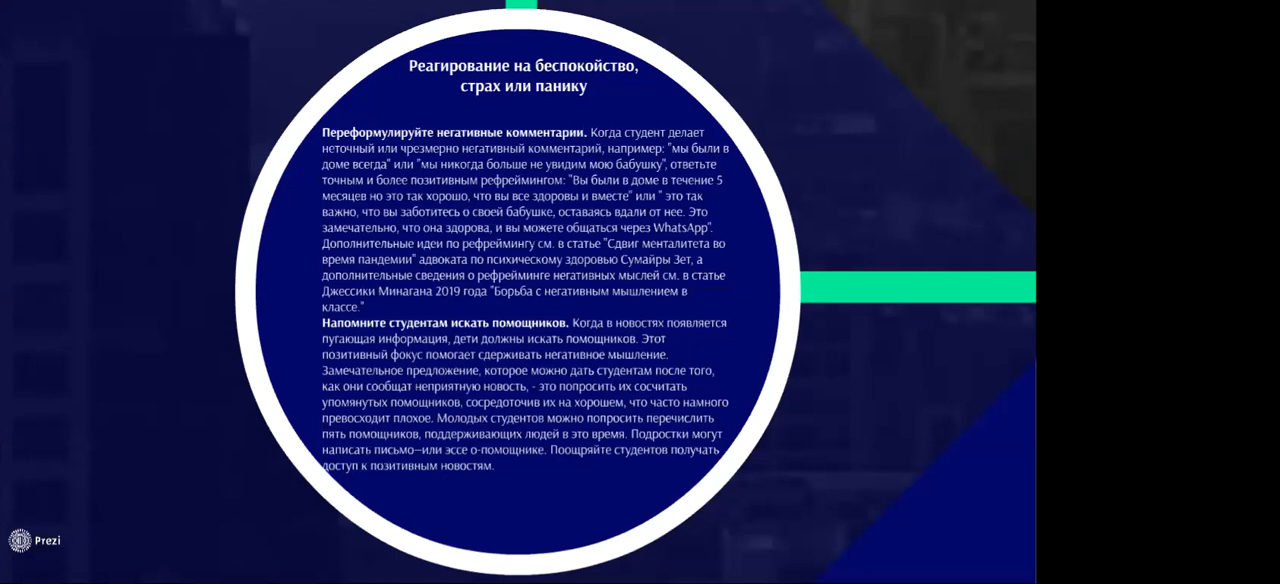 Реагирование на беспокойство,
страх или панику
Переформулируйте негативные комментарии. Когда студент делает
неточный или чрезмерно негативный комментарий, например: "мы были в
доме всегда" или "мы никогда больше не увидим мою бабушку", ответьте
точным и более позитивным рефреймингом: "Вы были в доме в течение 5
месяцев но это так хорошо, что вы все здоровы и вместе" или " это так
важно, что вы заботитесь о своей бабушке, оставаясь вдали от нее. Это
замечательно, что она здорова, и вы можете общаться через WhatsApp".
Дополнительные идеи по рефреймингу см. в статье "Сдвиг менталитета во
время пандемии" адвоката по психическому здоровью Сумайры Зет, а
дополнительные сведения о рефрейминге негативных мыслей см. в статье
Джессики Минагана 2019 года "Борьба с негативным мышлением в
классе."
Напомните студентам искать помощников. Когда в новостях появляется
пугающая информация, дети должны искать помощников. Этот
позитивный фокус помогает сдерживать негативное мышление.
Замечательное предложение, которое можно дать студентам после того,
как они сообщат неприятную новость, - это попросить их сосчитать
упомянутых помощников, сосредоточив их на хорошем, что часто намного
превосходит плохое. Молодых студентов можно попросить перечислить
пять помощников, поддерживающих людей в это время. Подростки могут
написать письмо—или эссе о-помощнике. Поощряйте студентов получать
доступ к позитивным новостям.
Prezi